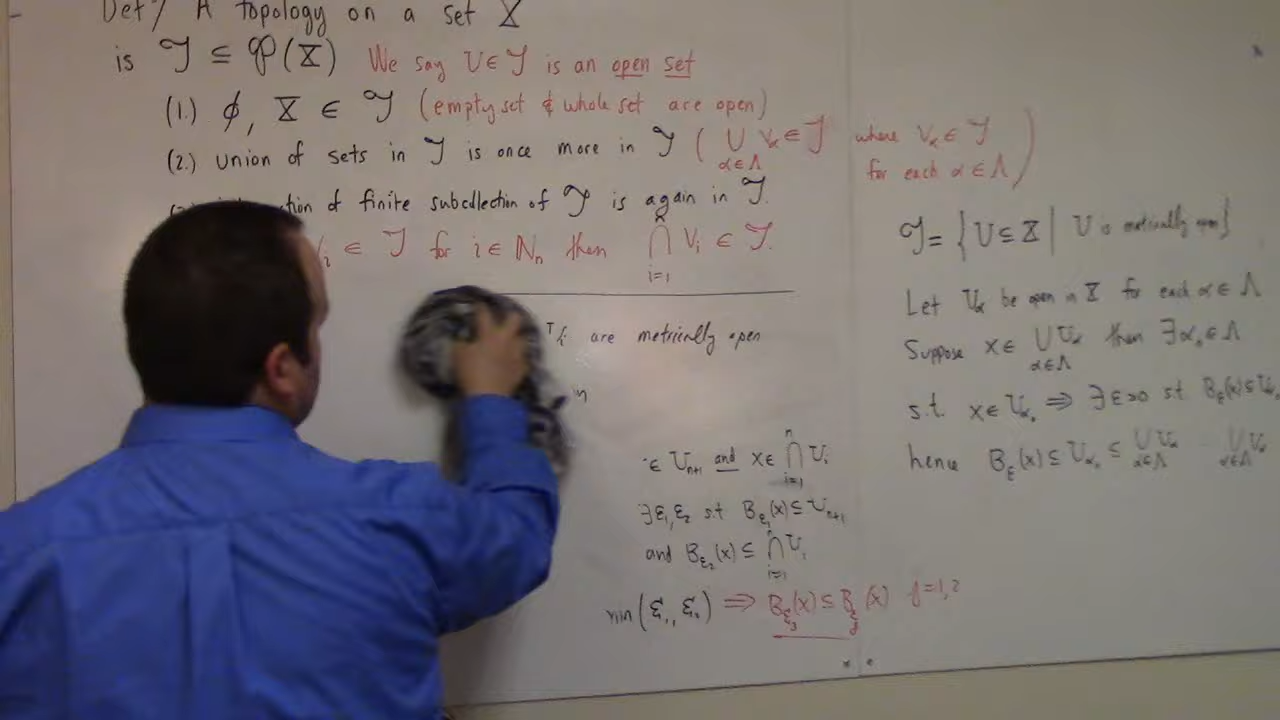 Def / A topology on a set X
is 𝒯 ⊆ 𝒫(X) We say U ∈ 𝒯 is an open set
(1.) ∅, X ∈ 𝒯 (empty set & whole set are open)
(2.) union of sets in 𝒯 is once more in 𝒯 ( ⋃_{α∈Λ} V_α ∈ 𝒯 where V_α ∈ 𝒯 for each α ∈ Λ )
of finite subcollection of 𝒯 is again in 𝒯.
∈ 𝒯 for i ∈ ℕ_n then ⋂_{i=1}^{n} V_i ∈ 𝒯.
are metrically open
∈ U_{n+1} and x ∈ ⋂_{i=1}^{n} U_i
∃ε_1, ε_2 s.t B_{ε_1}(x) ⊆ U_{n+1}
and B_{ε_2}(x) ⊆ ⋂_{i=1}^{n} U_i
min(ε_1, ε_2) ⟹ B_{ε_3}(x) ⊆ B_{ε_j}(x) j=1,2
𝒯 = { U ⊆ X | U is metrically open }
Let U_α be open in X for each α ∈ Λ
Suppose x ∈ ⋃_{α∈Λ} U_α then ∃ α_0 ∈ Λ
s.t. x ∈ U_{α_0} ⟹ ∃ ε>0 st. B_ε(x) ⊆ U_{α_0}
hence B_ε(x) ⊆ U_{α_0} ⊆ ⋃_{α∈Λ} U_α ⋃_{α∈Λ} U_α